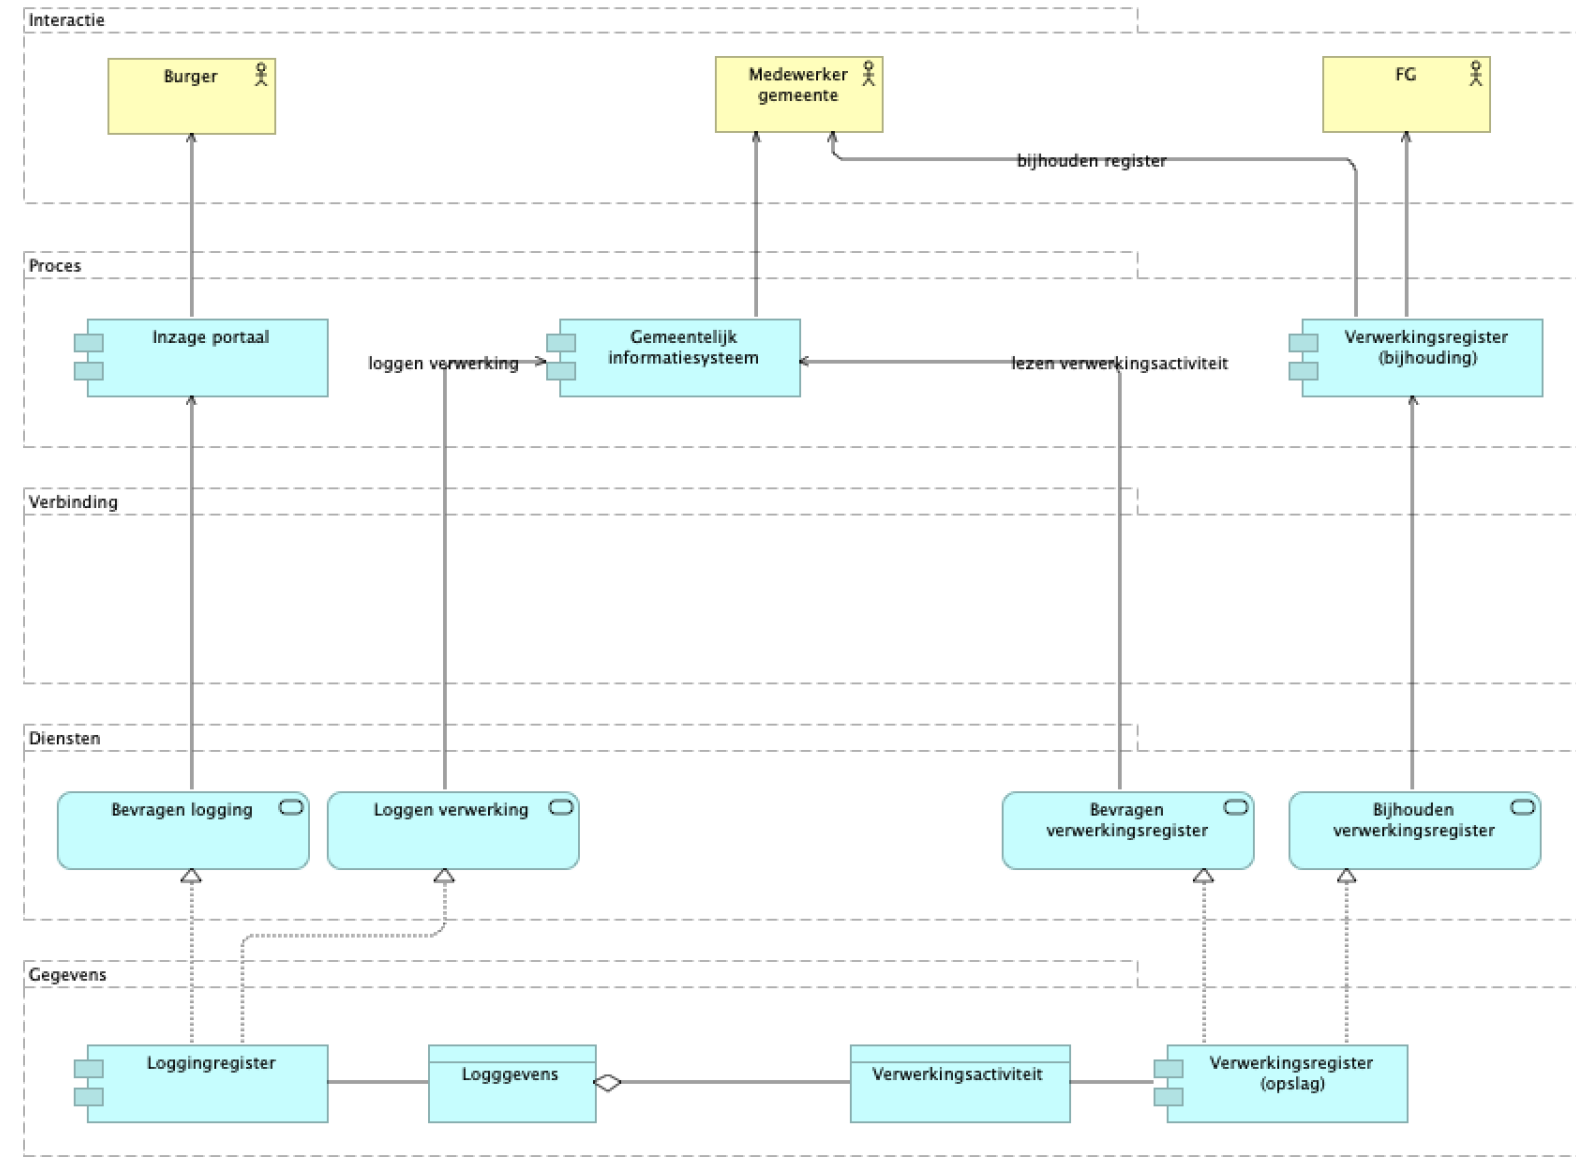 Interactie
Burger
Medewerker
gemeente
FG
bijhouden register
Proces
Inzage portaal
Gemeentelijk
informatiesysteem
Verwerkingsregister
(bijhouding)
loggen verwerking
lezen verwerkingsactiviteit
Verbinding
Diensten
Bevragen logging
Loggen verwerking
Bevragen
verwerkingsregister
Bijhouden
verwerkingsregister
Gegevens
Loggingregister
Logggevens
Verwerkingsactiviteit
Verwerkingsregister
(opslag)